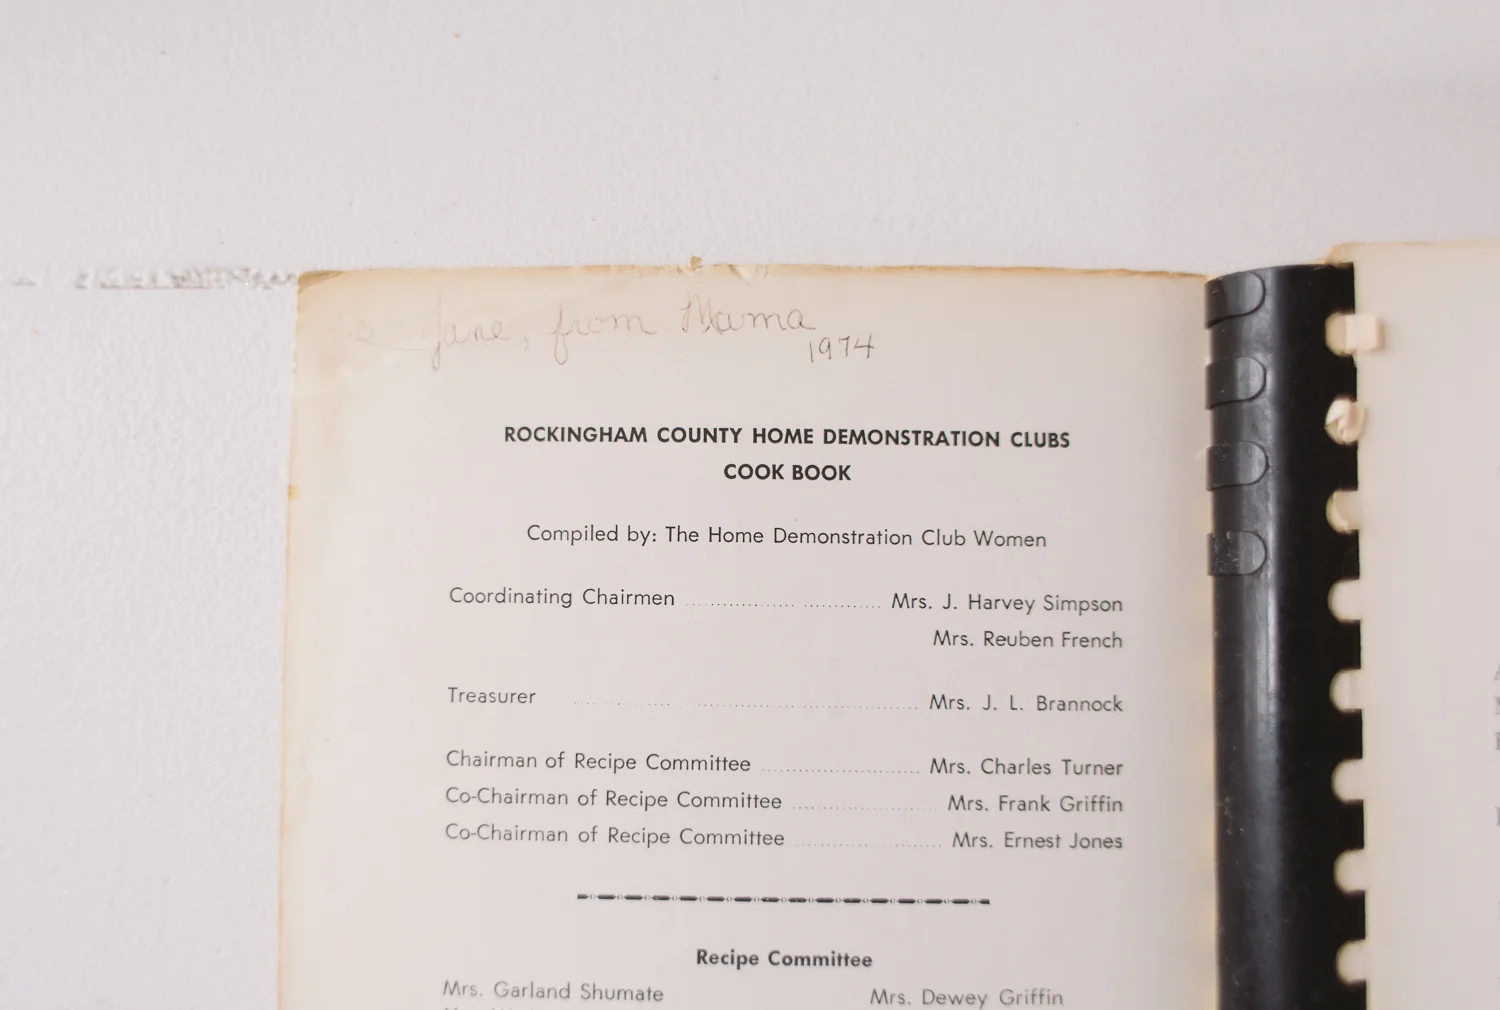 Jane, from Mama
1974
ROCKINGHAM COUNTY HOME DEMONSTRATION CLUBS
COOK BOOK
Compiled by: The Home Demonstration Club Women
Coordinating Chairmen ........................ Mrs. J. Harvey Simpson
Mrs. Reuben French
Treasurer ........................ Mrs. J. L. Brannock
Chairman of Recipe Committee ........................ Mrs. Charles Turner
Co-Chairman of Recipe Committee ........................ Mrs. Frank Griffin
Co-Chairman of Recipe Committee ........................ Mrs. Ernest Jones
Recipe Committee
Mrs. Garland Shumate Mrs. Dewey Griffin